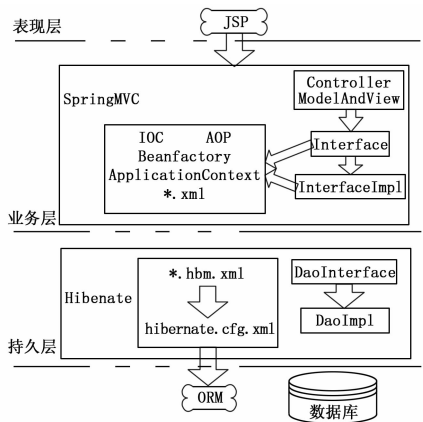 表现层
JSP
SpringMVC
Controller
ModelAndView
IOC AOP
Beanfactory
ApplicationContext
*.xml
Interface
InterfaceImpl
业务层
Hibenate
*.hbm.xml
hibernate.cfg.xml
DaoInterface
DaoImpl
持久层
ORM
数据库